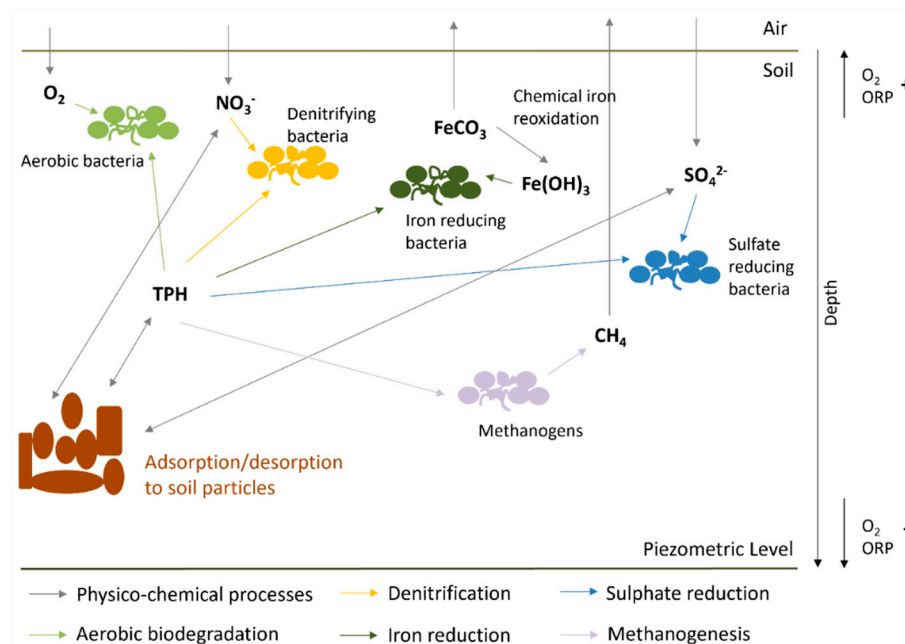 Air
Soil
O₂
ORP +
O₂
NO₃⁻
Denitrifying
bacteria
Aerobic bacteria
FeCO₃
Chemical iron
reoxidation
Fe(OH)₃
Iron reducing
bacteria
SO₄²⁻
Sulfate
reducing
bacteria
TPH
CH₄
Methanogens
Depth
Adsorption/desorption
to soil particles
O₂
ORP -
Piezometric Level
Physico-chemical processes
Denitrification
Sulphate reduction
Aerobic biodegradation
Iron reduction
Methanogenesis